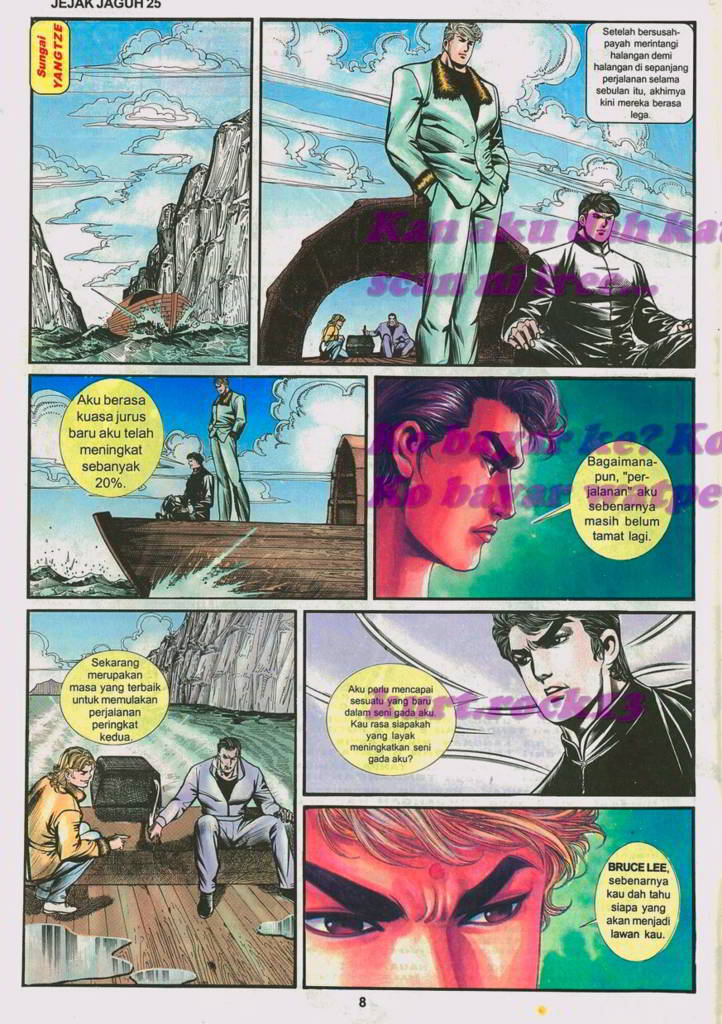 JEJAK JAGUH 25
Sungai
YANGTZE
Setelah bersusah-
payah merintangi
halangan demi
halangan di sepanjang
perjalanan selama
sebulan itu, akhirnya
kini mereka berasa
lega.
Kan aku dah kat
scan ni free...
Aku berasa
kuasa jurus
baru aku telah
meningkat
sebanyak
20%.
Ko bayar ke? Ko
Ko bayar
Bagaimana-
pun, "per-
jalanan" aku
sebenarnya
masih belum
tamat lagi.
Sekarang
merupakan
masa yang terbaik
untuk memulakan
perjalanan
peringkat
kedua.
Aku perlu mencapai
sesuatu yang baru
dalam seni gada aku.
Kau rasa siapakah
yang layak
meningkatkan seni
gada aku?
BRUCE LEE,
sebenarnya
kau dah tahu
siapa yang
akan menjadi
lawan kau.
8